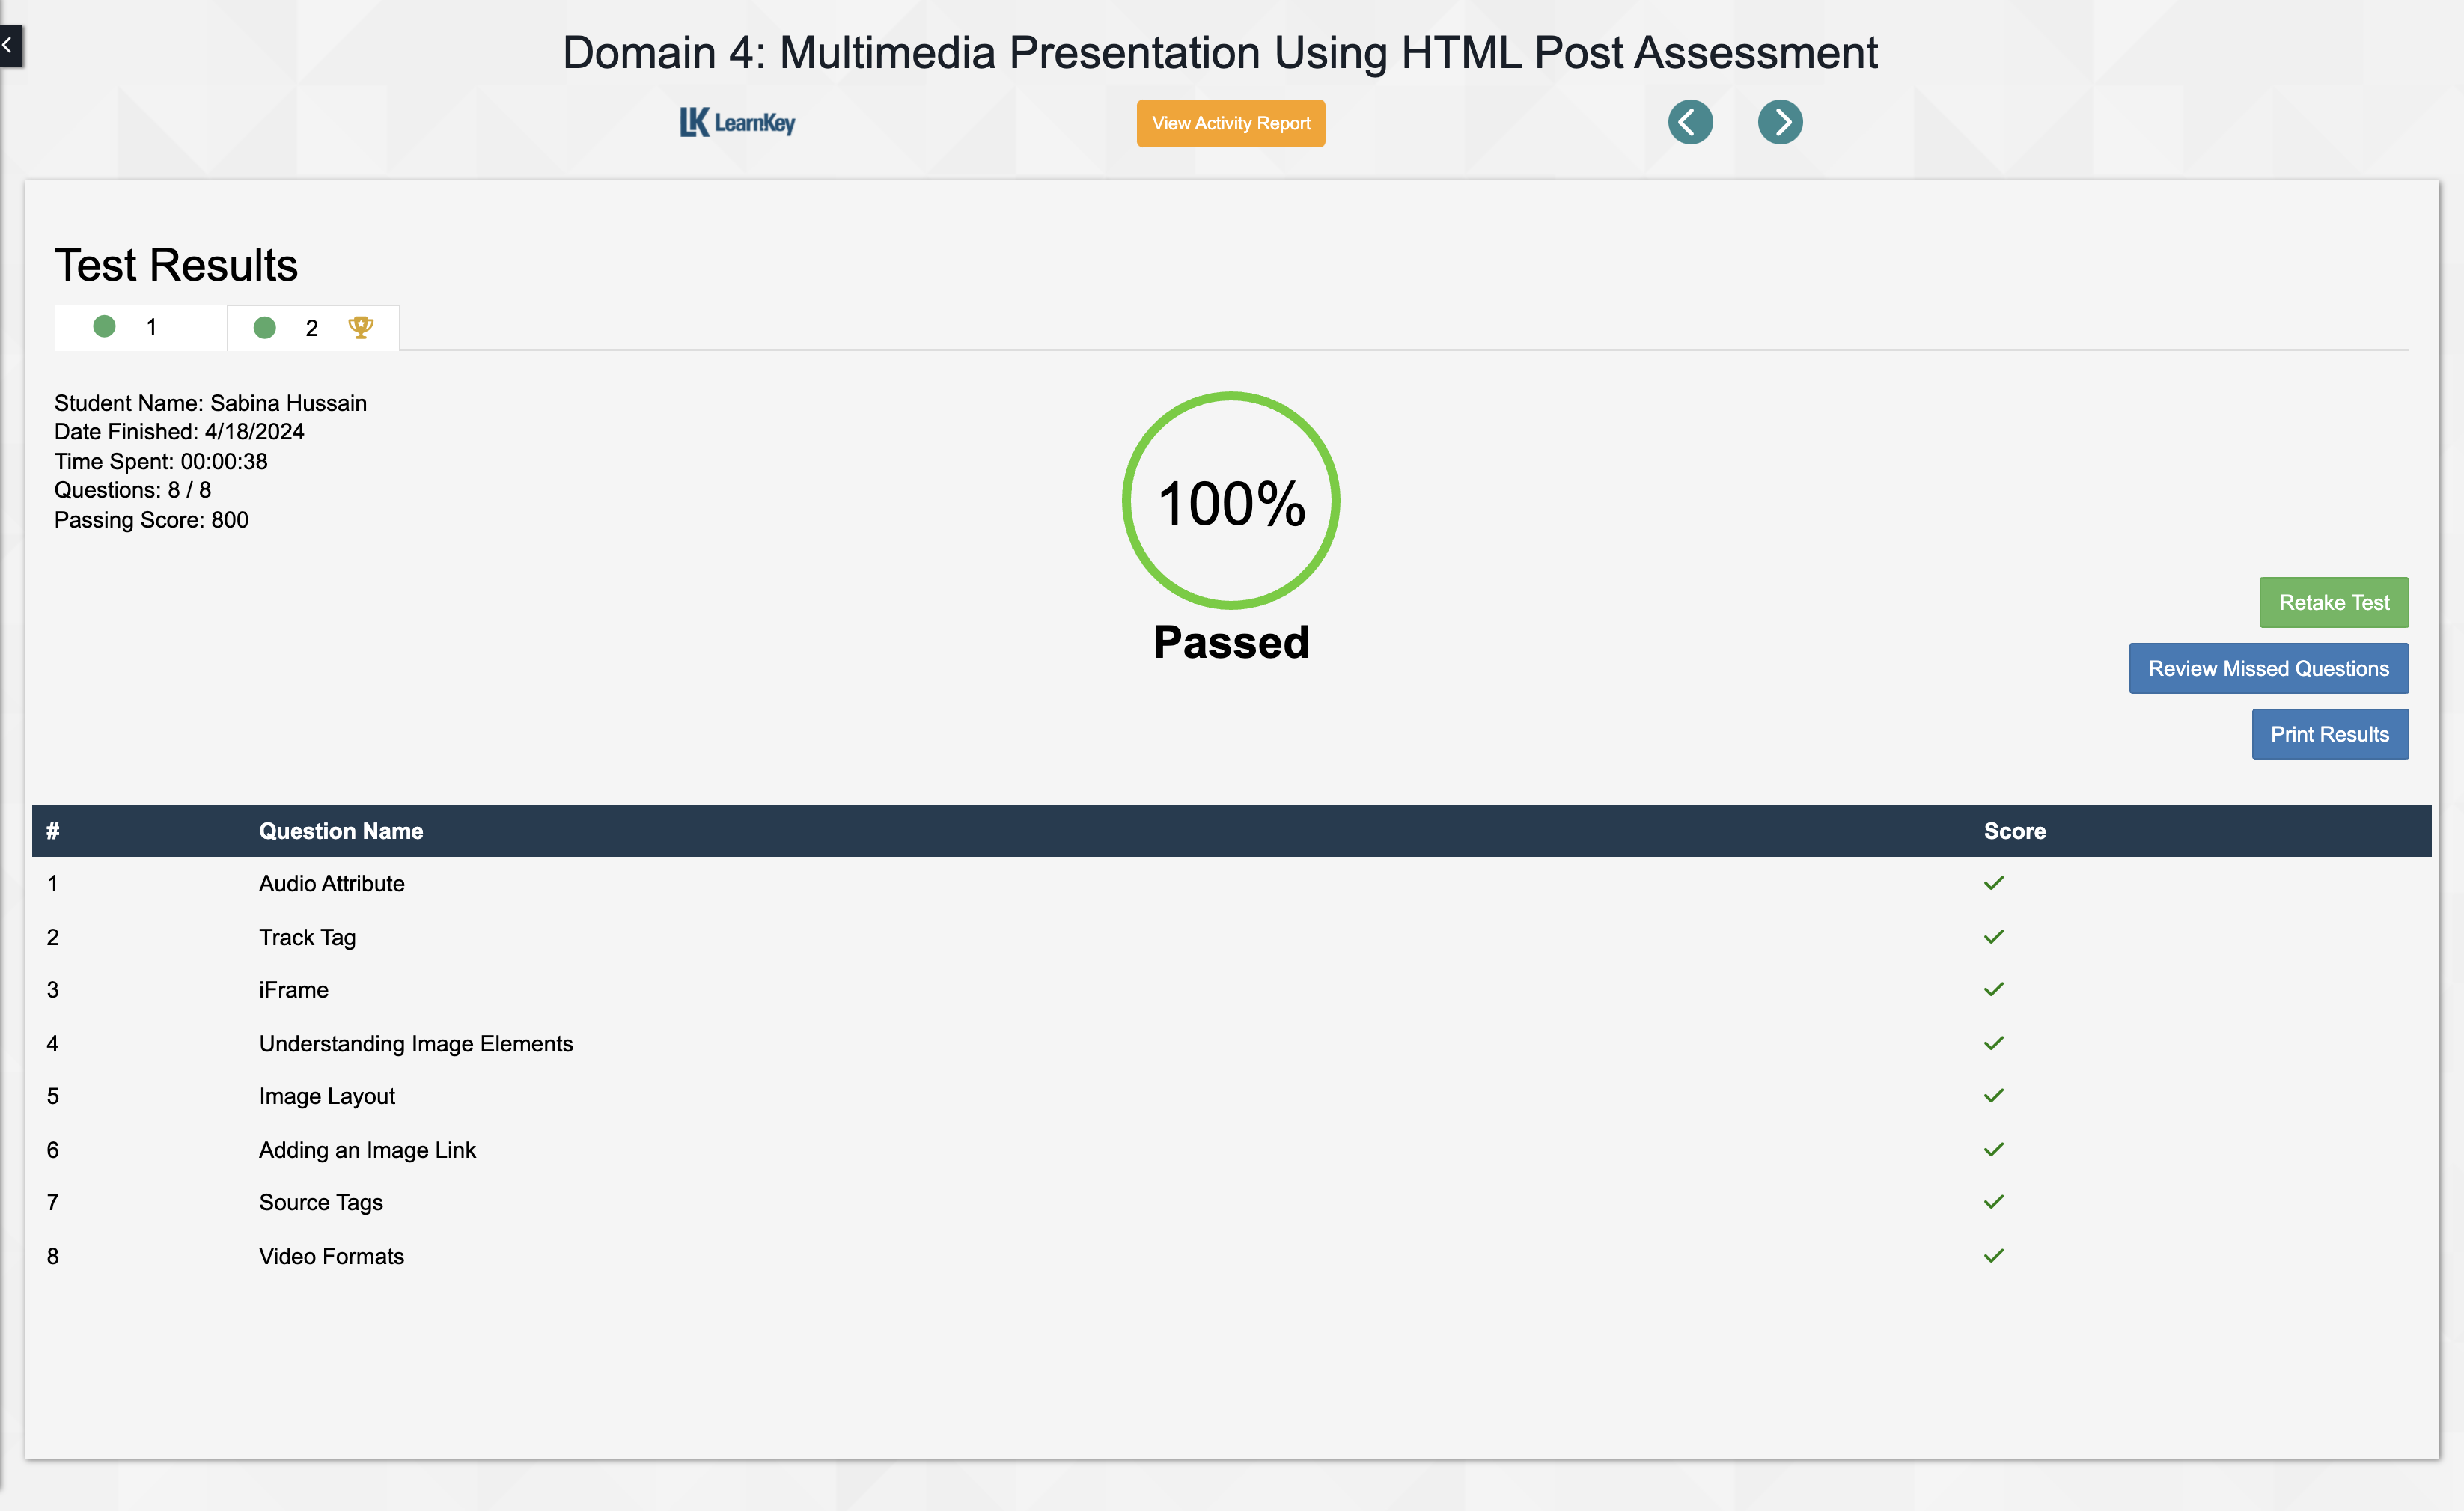 Domain 4: Multimedia Presentation Using HTML Post Assessment
LK LearnKey
View Activity Report
Test Results
1
2
Student Name: Sabina Hussain
Date Finished: 4/18/2024
Time Spent: 00:00:38
Questions: 8 / 8
Passing Score: 800
100%
Passed
Retake Test
Review Missed Questions
Print Results
# Question Name Score
1 Audio Attribute
2 Track Tag
3 iFrame
4 Understanding Image Elements
5 Image Layout
6 Adding an Image Link
7 Source Tags
8 Video Formats